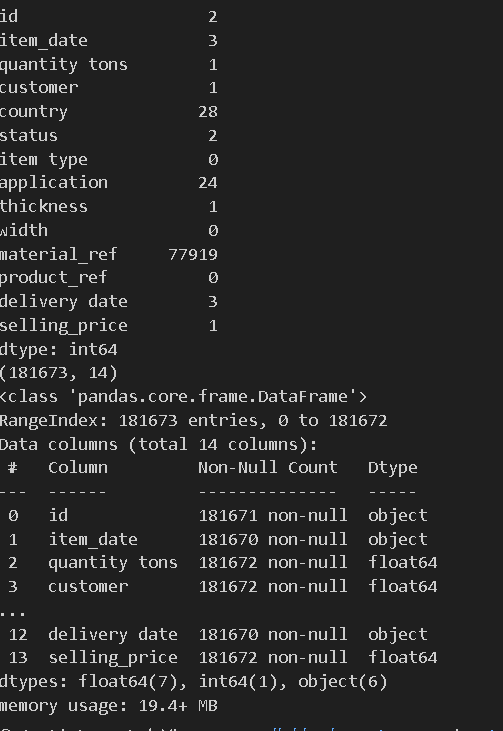 id 2
item_date 3
quantity tons 1
customer 1
country 28
status 2
item type 0
application 24
thickness 1
width 0
material_ref 77919
product_ref 0
delivery date 3
selling_price 1
dtype: int64
(181673, 14)
<class 'pandas.core.frame.DataFrame'>
RangeIndex: 181673 entries, 0 to 181672
Data columns (total 14 columns):
# Column Non-Null Count Dtype
--- ------ -------------- -----
0 id 181671 non-null object
1 item_date 181670 non-null object
2 quantity tons 181672 non-null float64
3 customer 181672 non-null float64
...
12 delivery date 181670 non-null object
13 selling_price 181672 non-null float64
dtypes: float64(7), int64(1), object(6)
memory usage: 19.4+ MB